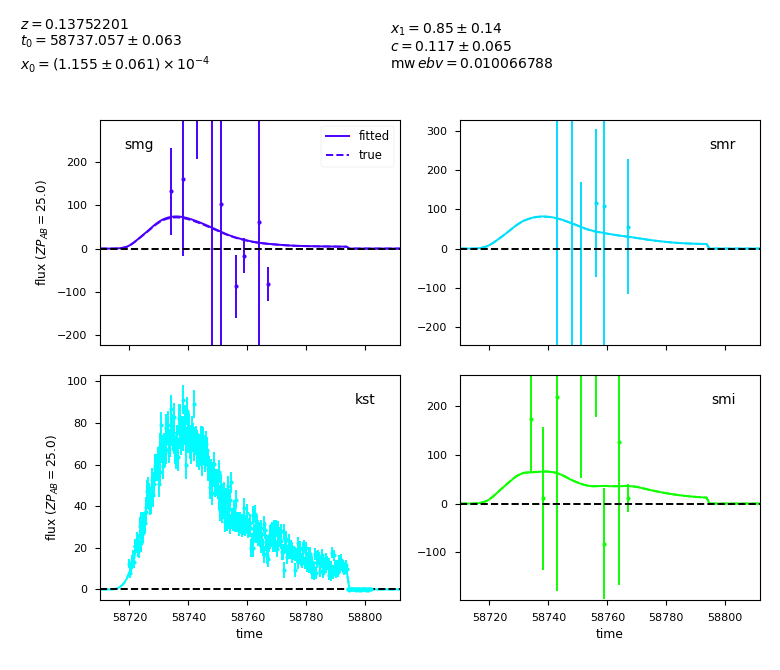 z = 0.13752201
t₀ = 58737.057 ± 0.063
x₀ = (1.155 ± 0.061) × 10⁻⁴
x₁ = 0.85 ± 0.14
c = 0.117 ± 0.065
mw ebv = 0.010066788
smg
fitted
true
200
100
0
−100
−200
flux (ZP_AB = 25.0)
smr
300
200
100
0
−100
−200
kst
100
80
60
40
20
0
flux (ZP_AB = 25.0)
58720 58740 58760 58780 58800
time
smi
200
100
0
−100
58720 58740 58760 58780 58800
time